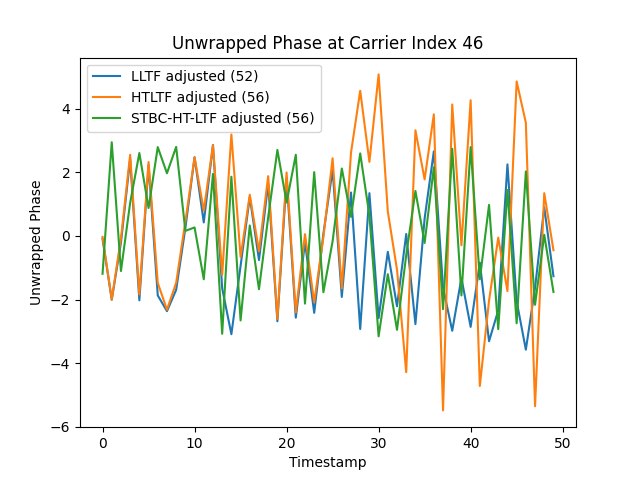 Unwrapped Phase at Carrier Index 46
LLTF adjusted (52)
HTLTF adjusted (56)
STBC-HT-LTF adjusted (56)
Unwrapped Phase
4
2
0
−2
−4
−6
0 10 20 30 40 50
Timestamp